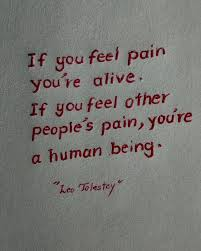 If you feel pain
you're alive.
If you feel other
people's pain, you're
a human being.
"Leo Tolestoy"